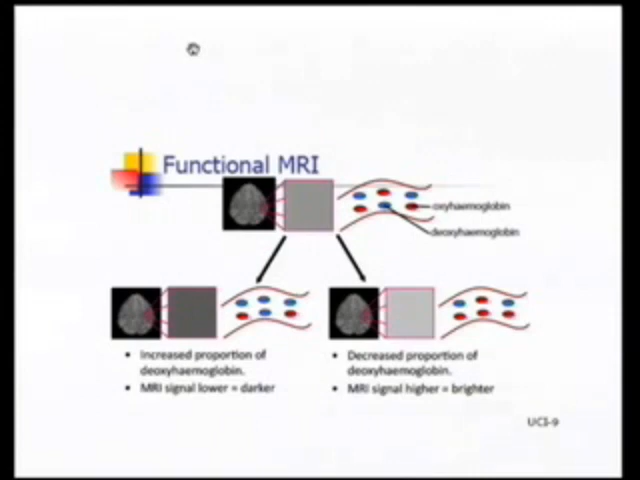 Functional MRI
oxyhaemoglobin
deoxyhaemoglobin
• Increased proportion of
deoxyhaemoglobin.
• MRI signal lower = darker
• Decreased proportion of
deoxyhaemoglobin.
• MRI signal higher = brighter
UCI-9